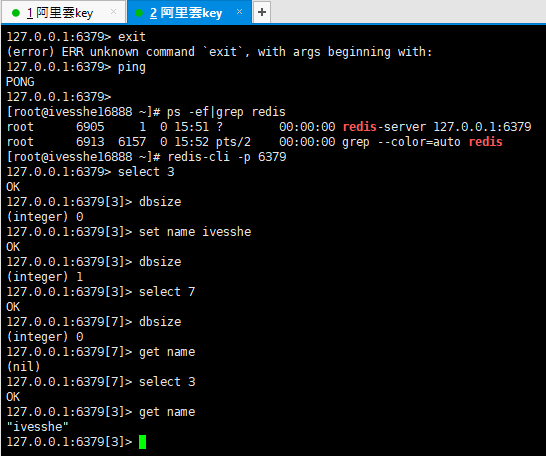 1 阿里雲key × 2 阿里雲key × +
127.0.0.1:6379> exit
(error) ERR unknown command `exit`, with args beginning with:
127.0.0.1:6379> ping
PONG
127.0.0.1:6379>
[root@ivesshe16888 ~]# ps -ef|grep redis
root      6905     1  0 15:51 ?        00:00:00 redis-server 127.0.0.1:6379
root      6913  6157  0 15:52 pts/2    00:00:00 grep --color=auto redis
[root@ivesshe16888 ~]# redis-cli -p 6379
127.0.0.1:6379> select 3
OK
127.0.0.1:6379[3]> dbsize
(integer) 0
127.0.0.1:6379[3]> set name ivesshe
OK
127.0.0.1:6379[3]> dbsize
(integer) 1
127.0.0.1:6379[3]> select 7
OK
127.0.0.1:6379[7]> dbsize
(integer) 0
127.0.0.1:6379[7]> get name
(nil)
127.0.0.1:6379[7]> select 3
OK
127.0.0.1:6379[3]> get name
"ivesshe"
127.0.0.1:6379[3]>